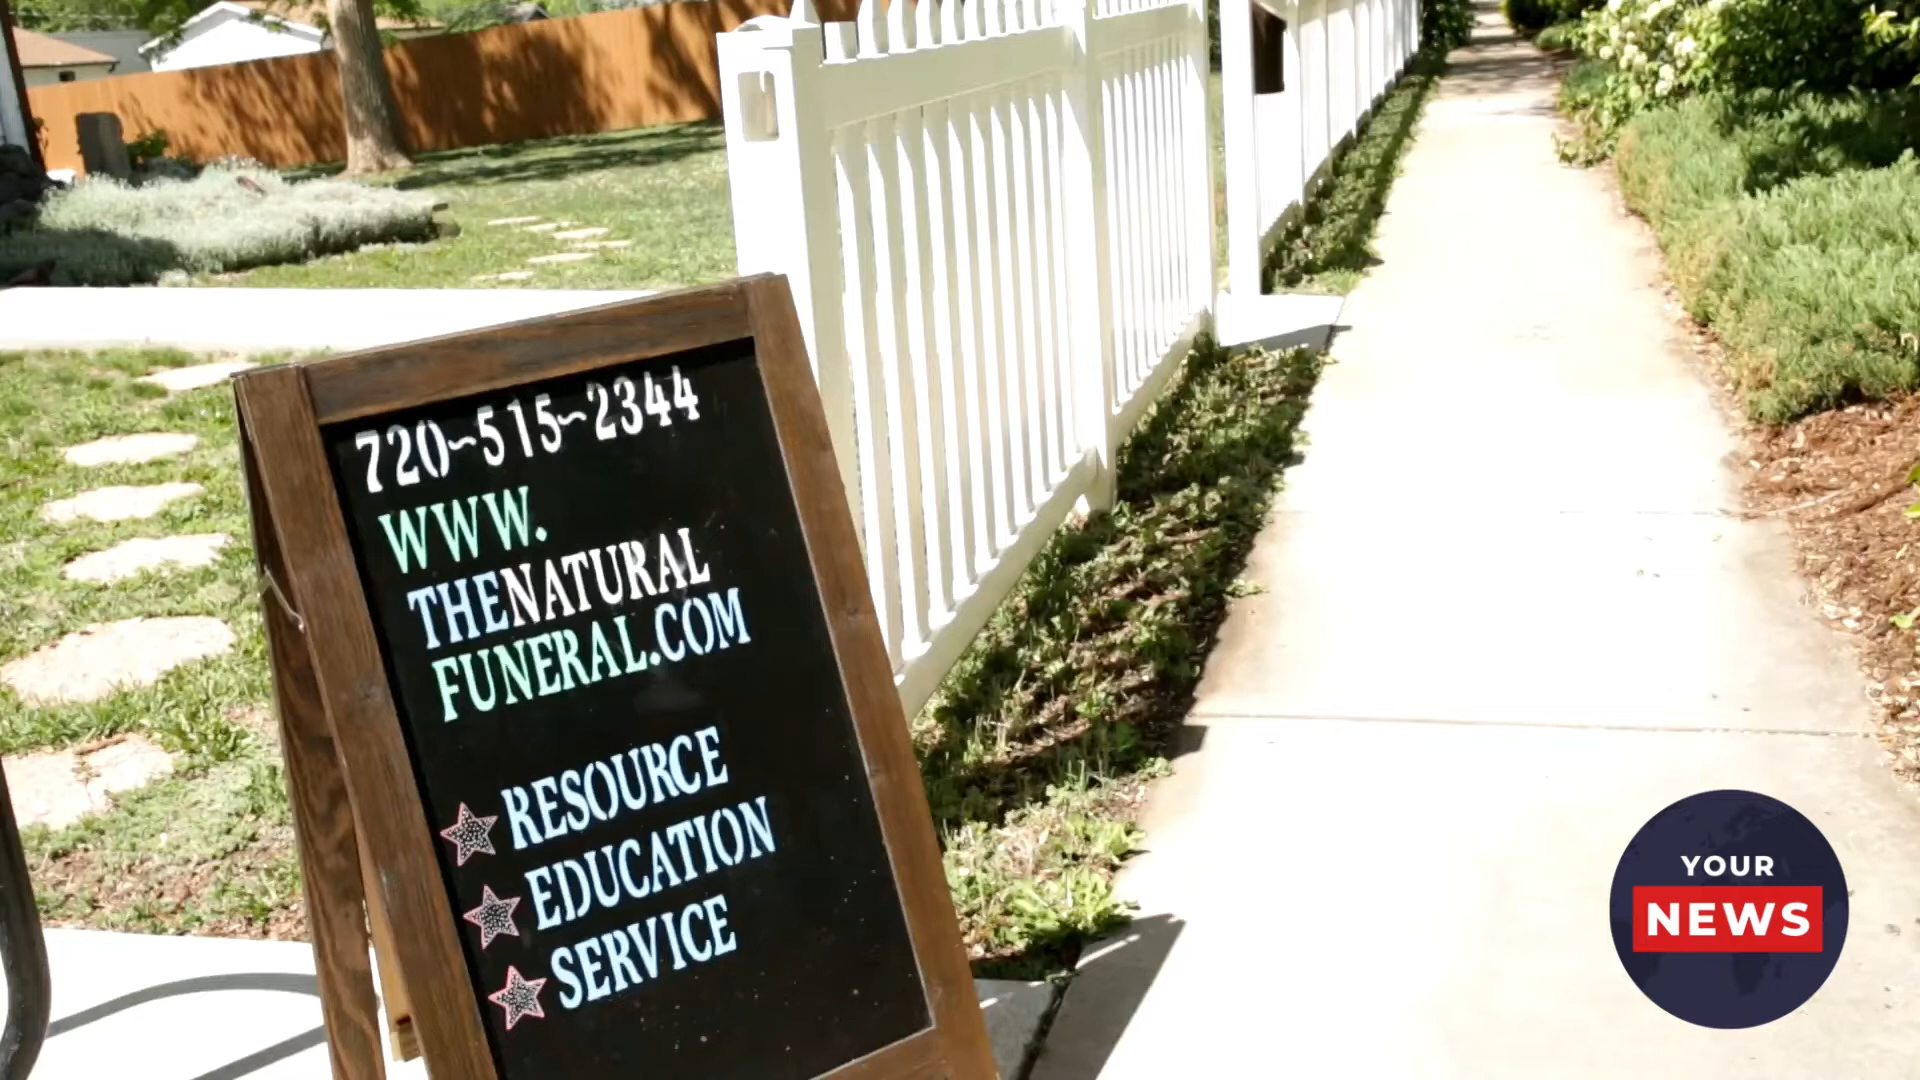 720~515~2344
WWW.
THENATURAL
FUNERAL.COM
RESOURCE
EDUCATION
SERVICE
YOUR
NEWS